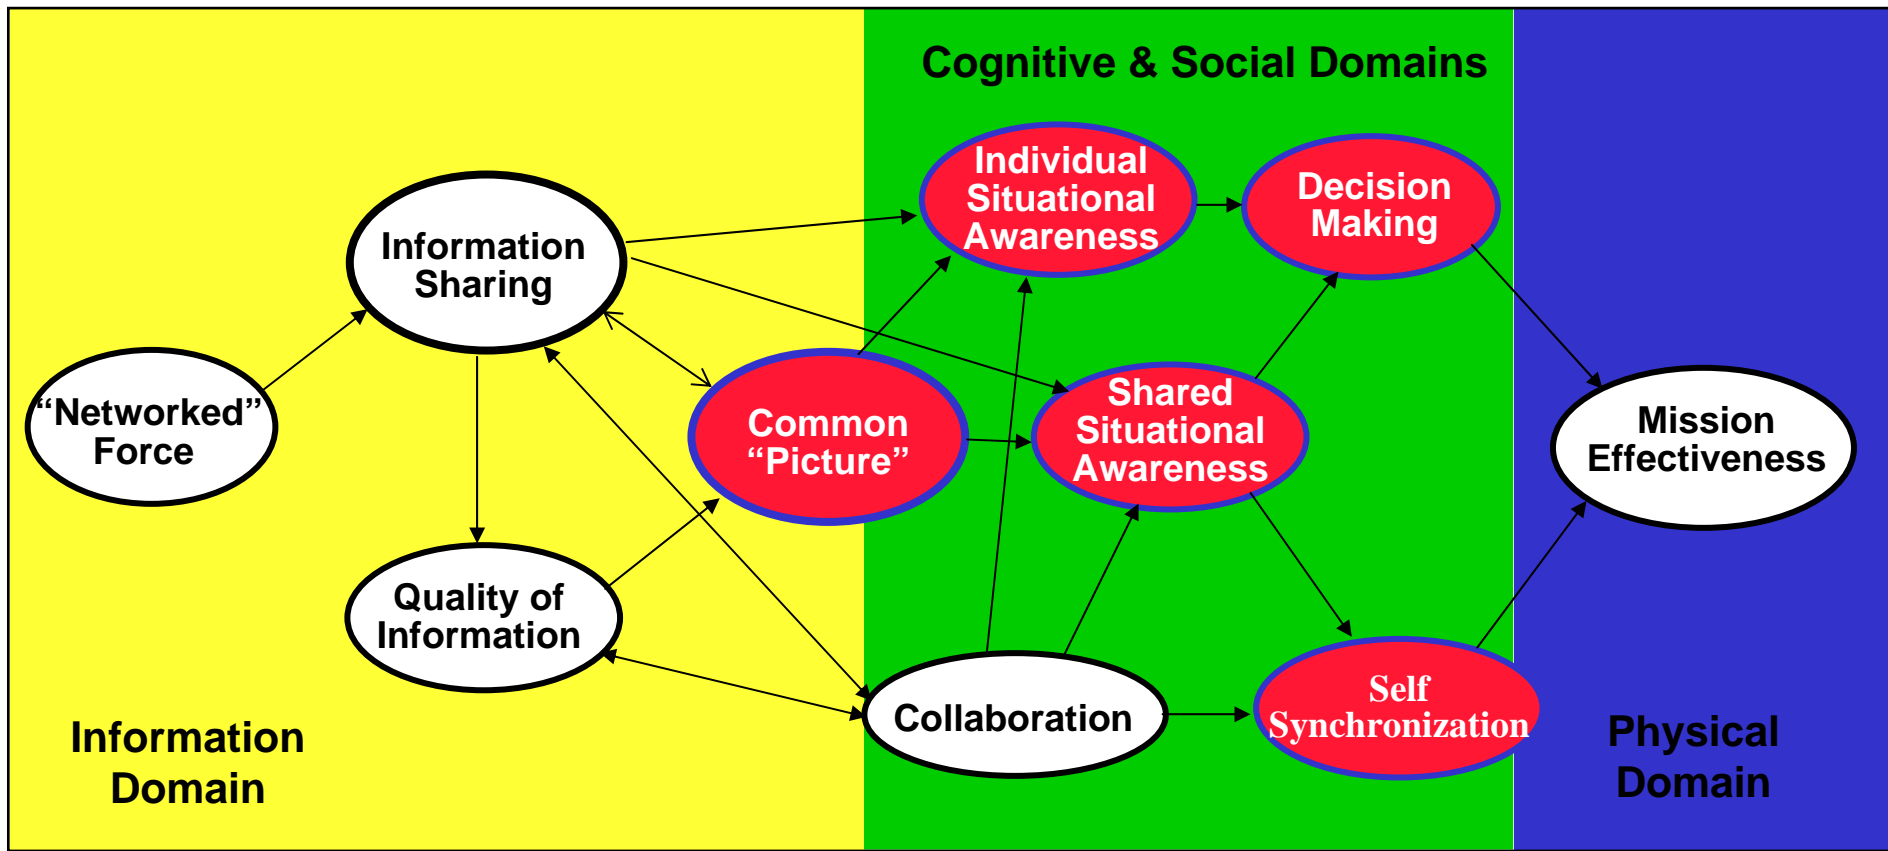 Cognitive & Social Domains
Individual
Situational
Awareness
Decision
Making
Information
Sharing
“Networked”
Force
Common
“Picture”
Shared
Situational
Awareness
Mission
Effectiveness
Quality of
Information
Collaboration
Self
Synchronization
Information
Domain
Physical
Domain